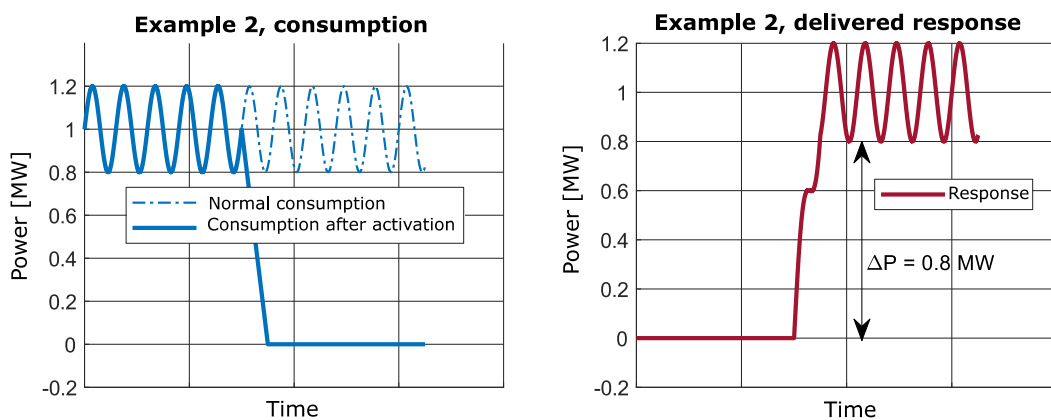 Example 2, consumption
Power [MW]
1.2
1
0.8
0.6
0.4
0.2
0
-0.2
Normal consumption
Consumption after activation
Time
Example 2, delivered response
Power [MW]
1.2
1
0.8
0.6
0.4
0.2
0
-0.2
Response
ΔP = 0.8 MW
Time